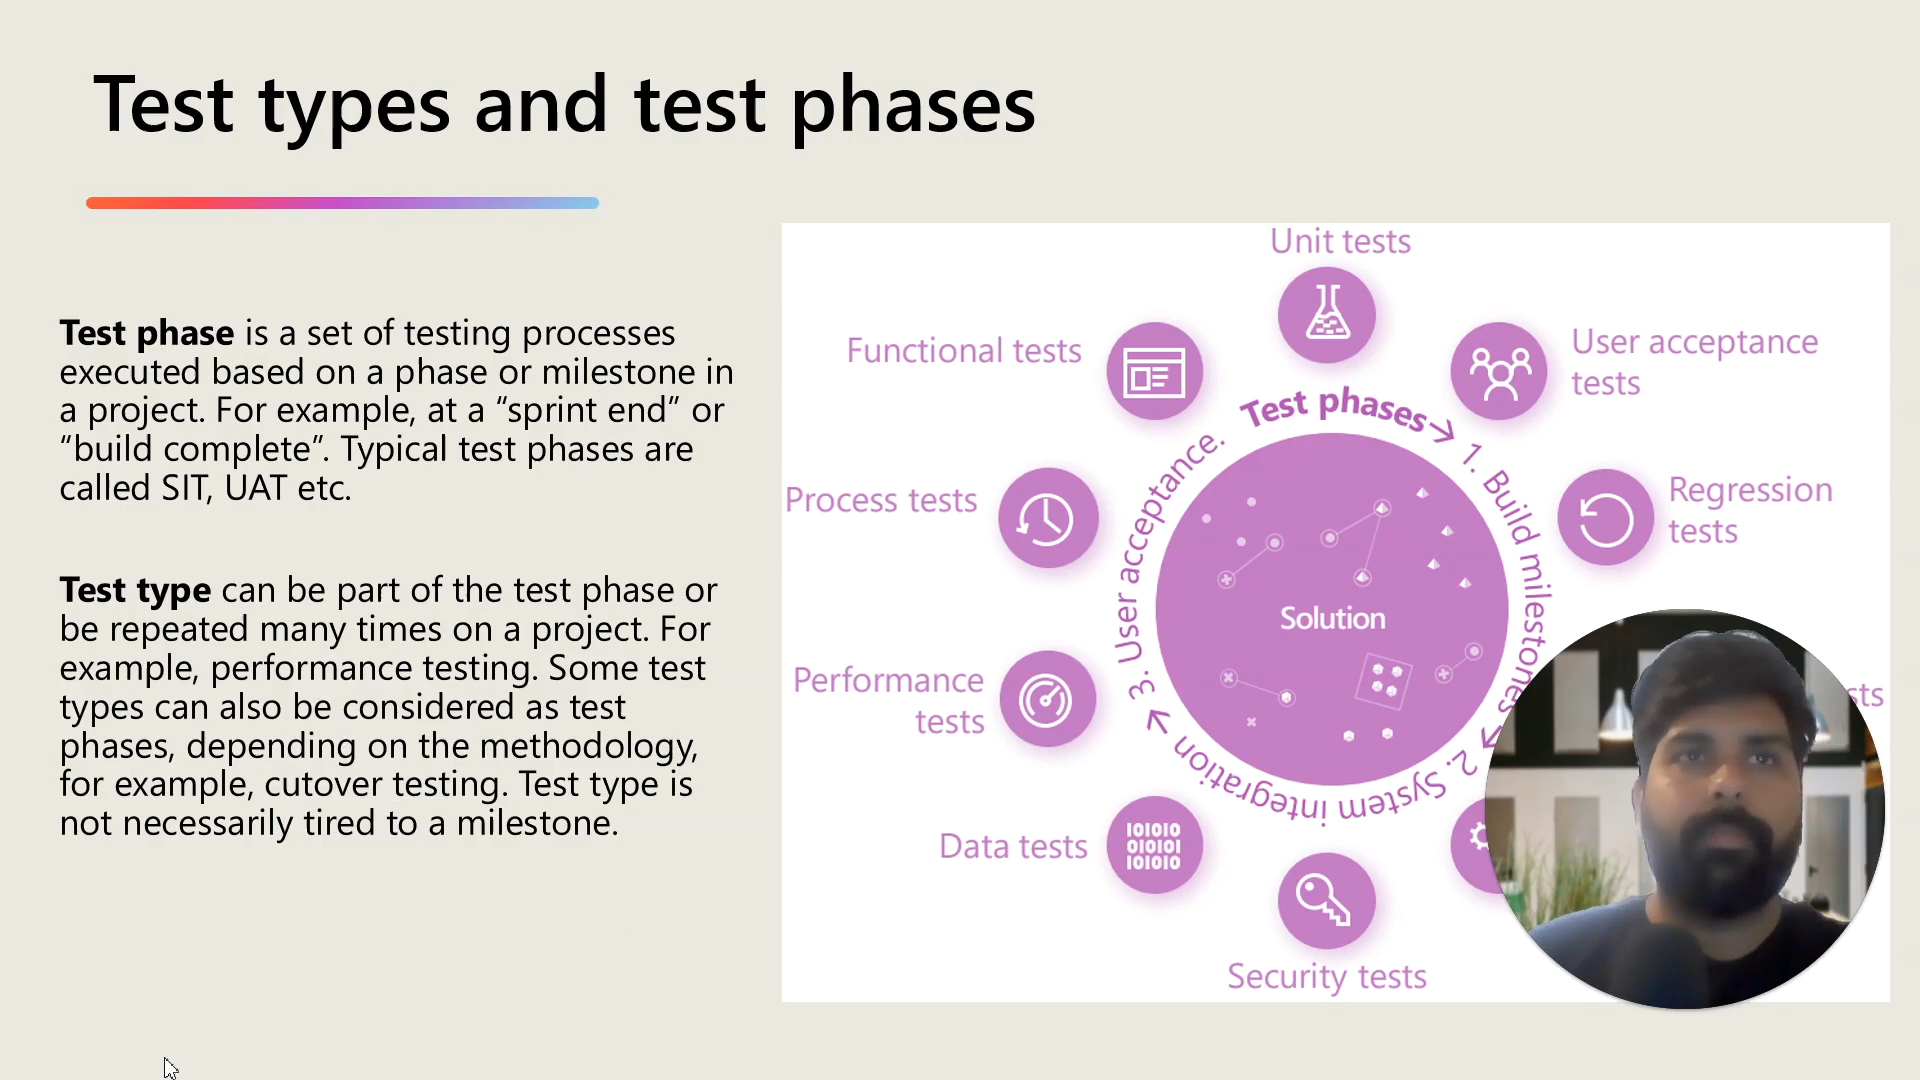 Test types and test phases
Test phase is a set of testing processes
executed based on a phase or milestone in
a project. For example, at a “sprint end” or
“build complete”. Typical test phases are
called SIT, UAT etc.
Test type can be part of the test phase or
be repeated many times on a project. For
example, performance testing. Some test
types can also be considered as test
phases, depending on the methodology,
for example, cutover testing. Test type is
not necessarily tired to a milestone.
Unit tests
Functional tests
User acceptance
tests
Process tests
Regression
tests
Performance
tests
Data tests
Security tests
Test phases→ 1. Build milestones → 2. System integration → 3. User acceptance.
Solution